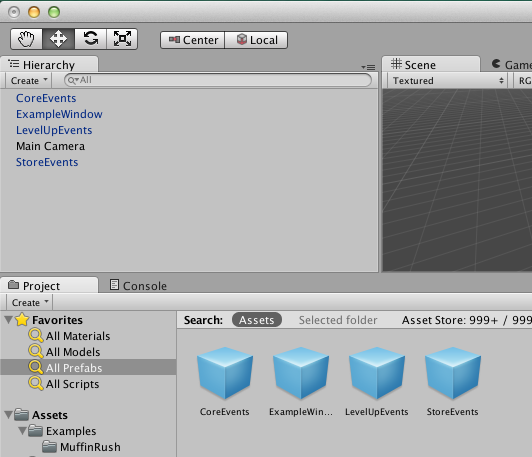 Center Local
Hierarchy
Create All
CoreEvents
ExampleWindow
LevelUpEvents
Main Camera
StoreEvents
Scene Game
Textured RG
Project Console
Create
Favorites
All Materials
All Models
All Prefabs
All Scripts
Assets
Examples
MuffinRush
Search: Assets Selected folder Asset Store: 999+ / 999
CoreEvents ExampleWin... LevelUpEvents StoreEvents